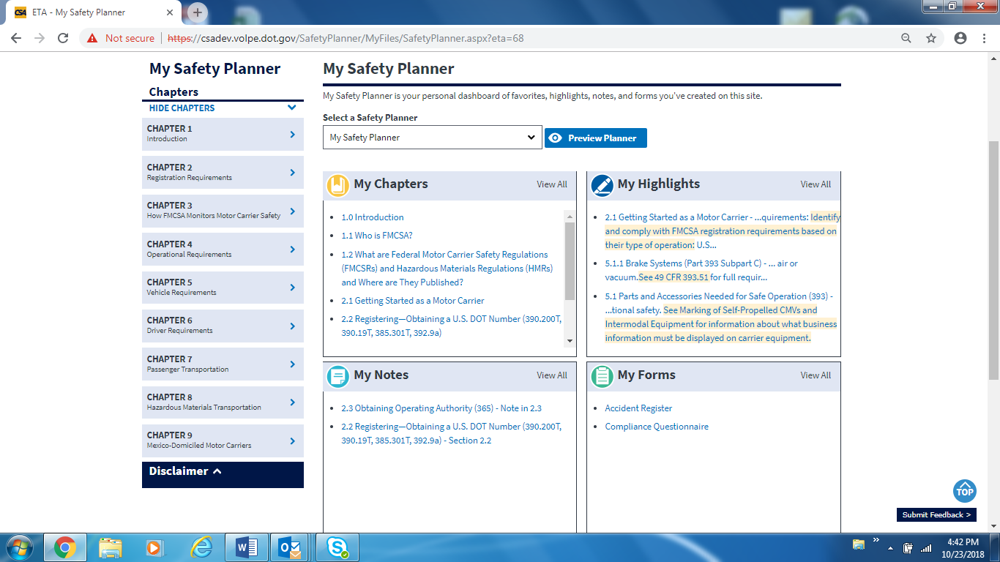 CSA ETA - My Safety Planner
Not secure | https://csadev.volpe.dot.gov/SafetyPlanner/MyFiles/SafetyPlanner.aspx?eta=68
My Safety Planner
Chapters
HIDE CHAPTERS
CHAPTER 1
Introduction
CHAPTER 2
Registration Requirements
CHAPTER 3
How FMCSA Monitors Motor Carrier Safety
CHAPTER 4
Operational Requirements
CHAPTER 5
Vehicle Requirements
CHAPTER 6
Driver Requirements
CHAPTER 7
Passenger Transportation
CHAPTER 8
Hazardous Materials Transportation
CHAPTER 9
Mexico-Domiciled Motor Carriers
Disclaimer
My Safety Planner
My Safety Planner is your personal dashboard of favorites, highlights, notes, and forms you've created on this site.
Select a Safety Planner
My Safety Planner
Preview Planner
My Chapters View All
1.0 Introduction
1.1 Who is FMCSA?
1.2 What are Federal Motor Carrier Safety Regulations
(FMCSRs) and Hazardous Materials Regulations (HMRs)
and Where are They Published?
2.1 Getting Started as a Motor Carrier
2.2 Registering—Obtaining a U.S. DOT Number (390.200T,
390.19T, 385.301T, 392.9a)
My Highlights View All
2.1 Getting Started as a Motor Carrier - ...quirements: Identify
and comply with FMCSA registration requirements based on
their type of operation: U.S...
5.1.1 Brake Systems (Part 393 Subpart C) - ... air or
vacuum.See 49 CFR 393.51 for full requir...
5.1 Parts and Accessories Needed for Safe Operation (393) -
...tional safety. See Marking of Self-Propelled CMVs and
Intermodal Equipment for information about what business
information must be displayed on carrier equipment.
My Notes View All
2.3 Obtaining Operating Authority (365) - Note in 2.3
2.2 Registering—Obtaining a U.S. DOT Number (390.200T,
390.19T, 385.301T, 392.9a) - Section 2.2
My Forms View All
Accident Register
Compliance Questionnaire
TOP
Submit Feedback >
4:42 PM
10/23/2018